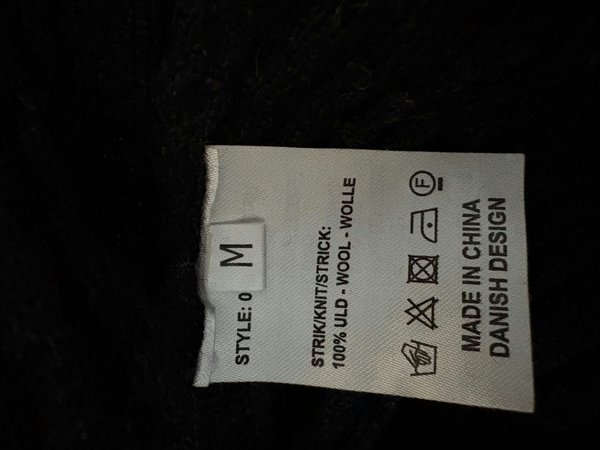 M
STYLE: 0
STRIK/KNIT/STRICK:
100% ULD - WOOL - WOLLE
F
MADE IN CHINA
DANISH DESIGN